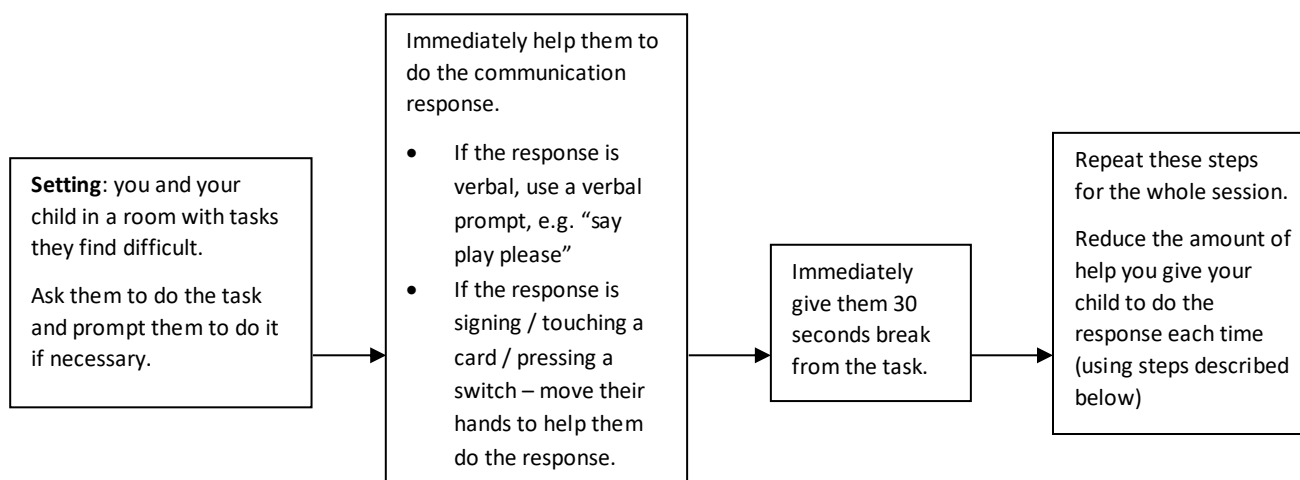 Setting: you and your
child in a room with tasks
they find difficult.
Ask them to do the task
and prompt them to do it
if necessary.
Immediately help them to
do the communication
response.
• If the response is
verbal, use a verbal
prompt, e.g. “say
play please”
• If the response is
signing / touching a
card / pressing a
switch – move their
hands to help them
do the response.
Immediately
give them 30
seconds break
from the task.
Repeat these steps
for the whole session.
Reduce the amount of
help you give your
child to do the
response each time
(using steps described
below)